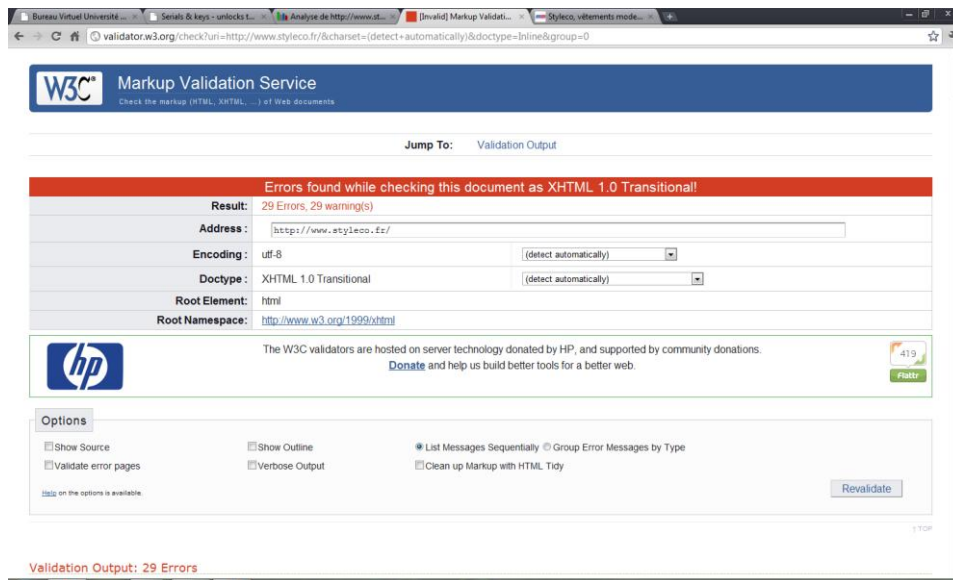 Bureau Virtuel Université ... Serials & keys - unlocks t... Analyse de http://www.st... [Invalid] Markup Validati... Styleco, vêtements mode...
validator.w3.org/check?uri=http://www.styleco.fr/&charset=(detect+automatically)&doctype=Inline&group=0
W3C® Markup Validation Service
Check the markup (HTML, XHTML, ...) of Web documents
Jump To: Validation Output
Errors found while checking this document as XHTML 1.0 Transitional!
Result: 29 Errors, 29 warning(s)
Address : http://www.styleco.fr/
Encoding : utf-8 (detect automatically)
Doctype : XHTML 1.0 Transitional (detect automatically)
Root Element: html
Root Namespace: http://www.w3.org/1999/xhtml
hp
The W3C validators are hosted on server technology donated by HP, and supported by community donations.
Donate and help us build better tools for a better web.
419
Flattr
Options
Show Source Show Outline List Messages Sequentially Group Error Messages by Type
Validate error pages Verbose Output Clean up Markup with HTML Tidy
Help on the options is available.
Revalidate
↑ TOP
Validation Output: 29 Errors